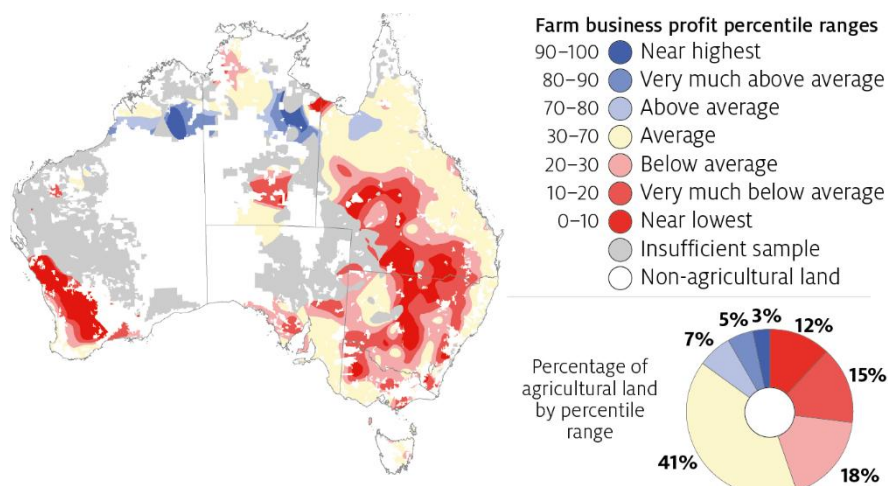 Farm business profit percentile ranges
90–100 Near highest
80–90 Very much above average
70–80 Above average
30–70 Average
20–30 Below average
10–20 Very much below average
0–10 Near lowest
Insufficient sample
Non-agricultural land
Percentage of
agricultural land
by percentile
range
7%
5%
3%
12%
15%
18%
41%